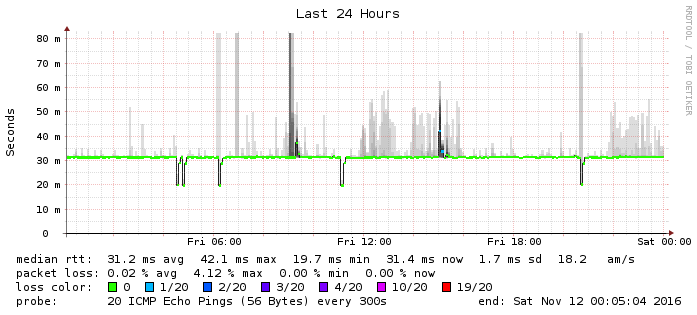 Last 24 Hours
RRDTOOL / TOBI OETIKER
Seconds
80 m
70 m
60 m
50 m
40 m
30 m
20 m
10 m
0
Fri 06:00 Fri 12:00 Fri 18:00 Sat 00:00
median rtt: 31.2 ms avg 42.1 ms max 19.7 ms min 31.4 ms now 1.7 ms sd 18.2 am/s
packet loss: 0.02 % avg 4.12 % max 0.00 % min 0.00 % now
loss color: 0 1/20 2/20 3/20 4/20 10/20 19/20
probe: 20 ICMP Echo Pings (56 Bytes) every 300s end: Sat Nov 12 00:05:04 2016